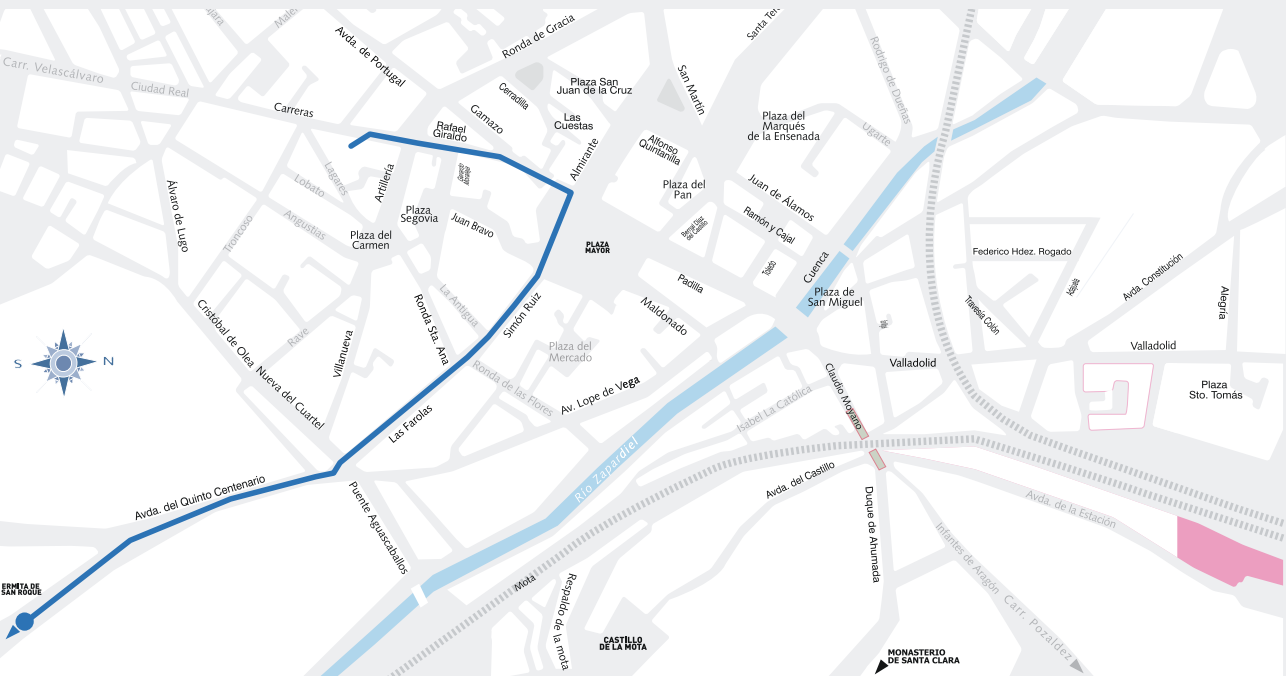 Maler
Avda. de Portugal
Ronda de Gracia
Santa Ter
Carr. Velascálvaro
Ciudad Real
Carreras
Cerradilla
Gamazo
Rafael
Giraldo
Plaza San
Juan de la Cruz
Las
Cuestas
Almirante
San Martín
Alfonso
Quintanilla
Plaza del
Marqués
de la Ensenada
Rodrigo de Dueñas
Ugarte
Plaza del
Pan
Juan de Álamos
Ramón y Cajal
Bernal Díaz
del Castillo
Toledo
Cuenca
Plaza de
San Miguel
Álvaro de Lugo
Lagares
Lobato
Troncoso
Angustias
Artillería
Plaza
Segovia
Plaza del
Carmen
Juan Bravo
PLAZA
MAYOR
Padilla
Maldonado
Simón Ruiz
La Antigua
Ronda Sta. Ana
Plaza del
Mercado
Ronda de las Flores
Av. Lope de Vega
Federico Hdez. Rogado
Travesía Colón
Avda. Constitución
Alegría
Valladolid
Valladolid
Plaza
Sto. Tomás
S
N
Cristóbal de Olea
Nueva del Cuartel
Rave
Villanueva
Las Farolas
Isabel La Católica
Claudio Moyano
Río Zapardiel
Avda. del Castillo
Duque de Ahumada
Avda. de la Estación
Infantes de Aragón
Carr. Pozaldez
Avda. del Quinto Centenario
Puente Aguascaballos
Mota
Respaldo de la mota
ERMITA DE
SAN ROQUE
CASTILLO
DE LA MOTA
MONASTERIO
DE SANTA CLARA